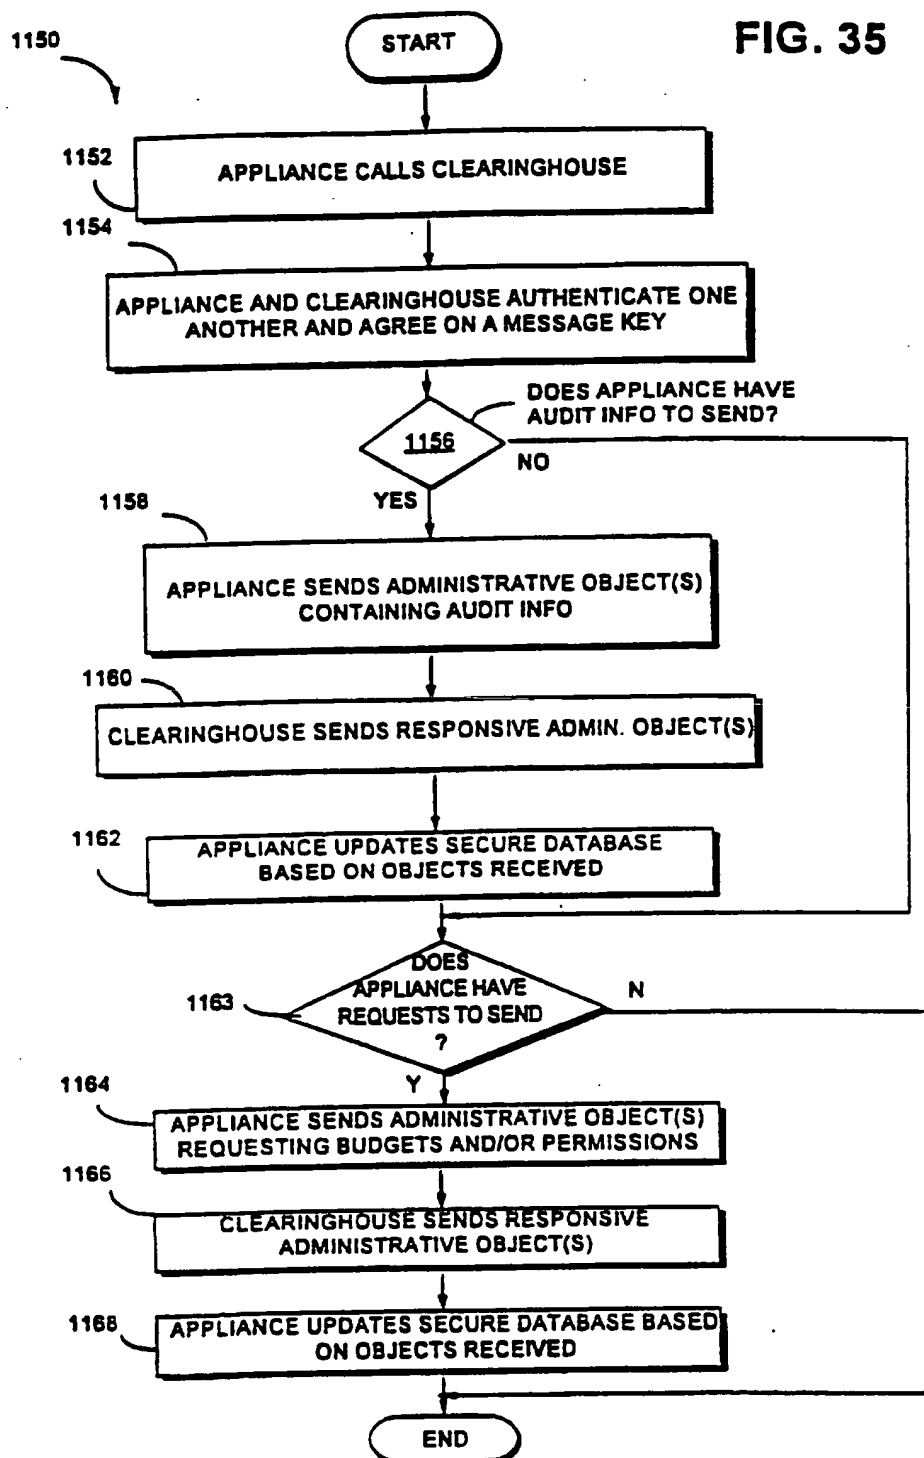 FIG. 35
1150
START
1152
APPLIANCE CALLS CLEARINGHOUSE
1154
APPLIANCE AND CLEARINGHOUSE AUTHENTICATE ONE
ANOTHER AND AGREE ON A MESSAGE KEY
DOES APPLIANCE HAVE
AUDIT INFO TO SEND?
1156
NO
YES
1158
APPLIANCE SENDS ADMINISTRATIVE OBJECT(S)
CONTAINING AUDIT INFO
1160
CLEARINGHOUSE SENDS RESPONSIVE ADMIN. OBJECT(S)
1162
APPLIANCE UPDATES SECURE DATABASE
BASED ON OBJECTS RECEIVED
DOES
APPLIANCE HAVE
REQUESTS TO SEND
?
1163
N
Y
1164
APPLIANCE SENDS ADMINISTRATIVE OBJECT(S)
REQUESTING BUDGETS AND/OR PERMISSIONS
1166
CLEARINGHOUSE SENDS RESPONSIVE
ADMINISTRATIVE OBJECT(S)
1168
APPLIANCE UPDATES SECURE DATABASE BASED
ON OBJECTS RECEIVED
END